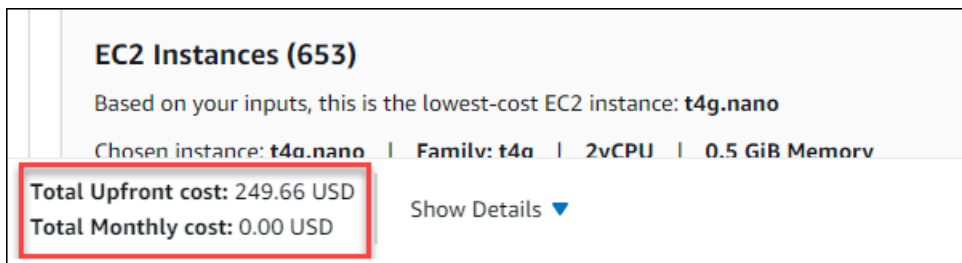 EC2 Instances (653)
Based on your inputs, this is the lowest-cost EC2 instance: t4g.nano
Chosen instance: t4g.nano | Family: t4g | 2vCPU | 0.5 GiB Memory
Total Upfront cost: 249.66 USD
Total Monthly cost: 0.00 USD
Show Details ▼